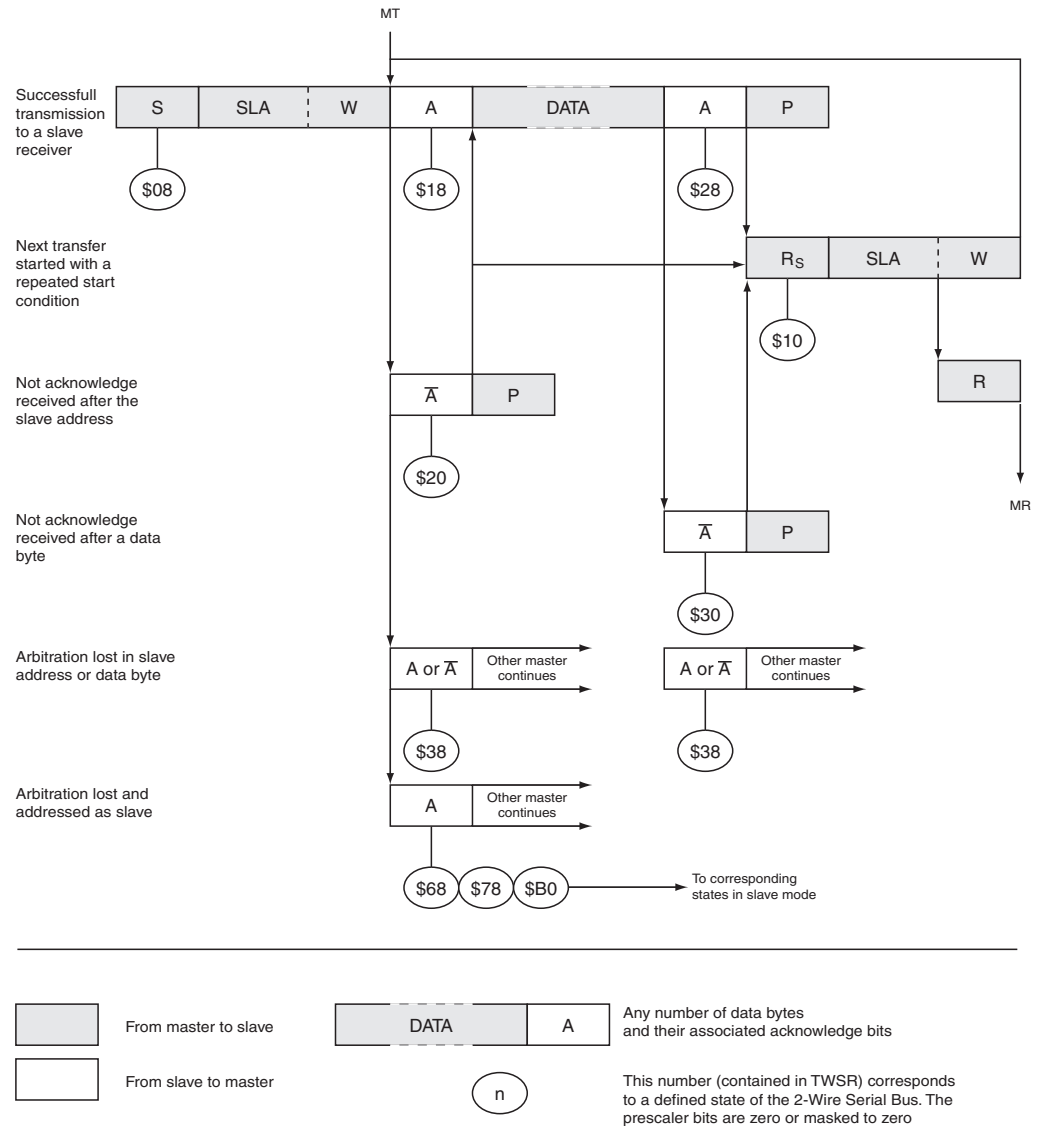 MT
Successfull
transmission
to a slave
receiver
S SLA W A DATA A P
$08 $18 $28
Next transfer
started with a
repeated start
condition
RS SLA W
$10
Not acknowledge
received after the
slave address
A̅ P
R
$20
MR
Not acknowledge
received after a data
byte
A̅ P
$30
Arbitration lost in slave
address or data byte
A or A̅
Other master
continues
A or A̅
Other master
continues
$38 $38
Arbitration lost and
addressed as slave
A
Other master
continues
$68 $78 $B0
To corresponding
states in slave mode
From master to slave
DATA A
Any number of data bytes
and their associated acknowledge bits
From slave to master
n
This number (contained in TWSR) corresponds
to a defined state of the 2-Wire Serial Bus. The
prescaler bits are zero or masked to zero